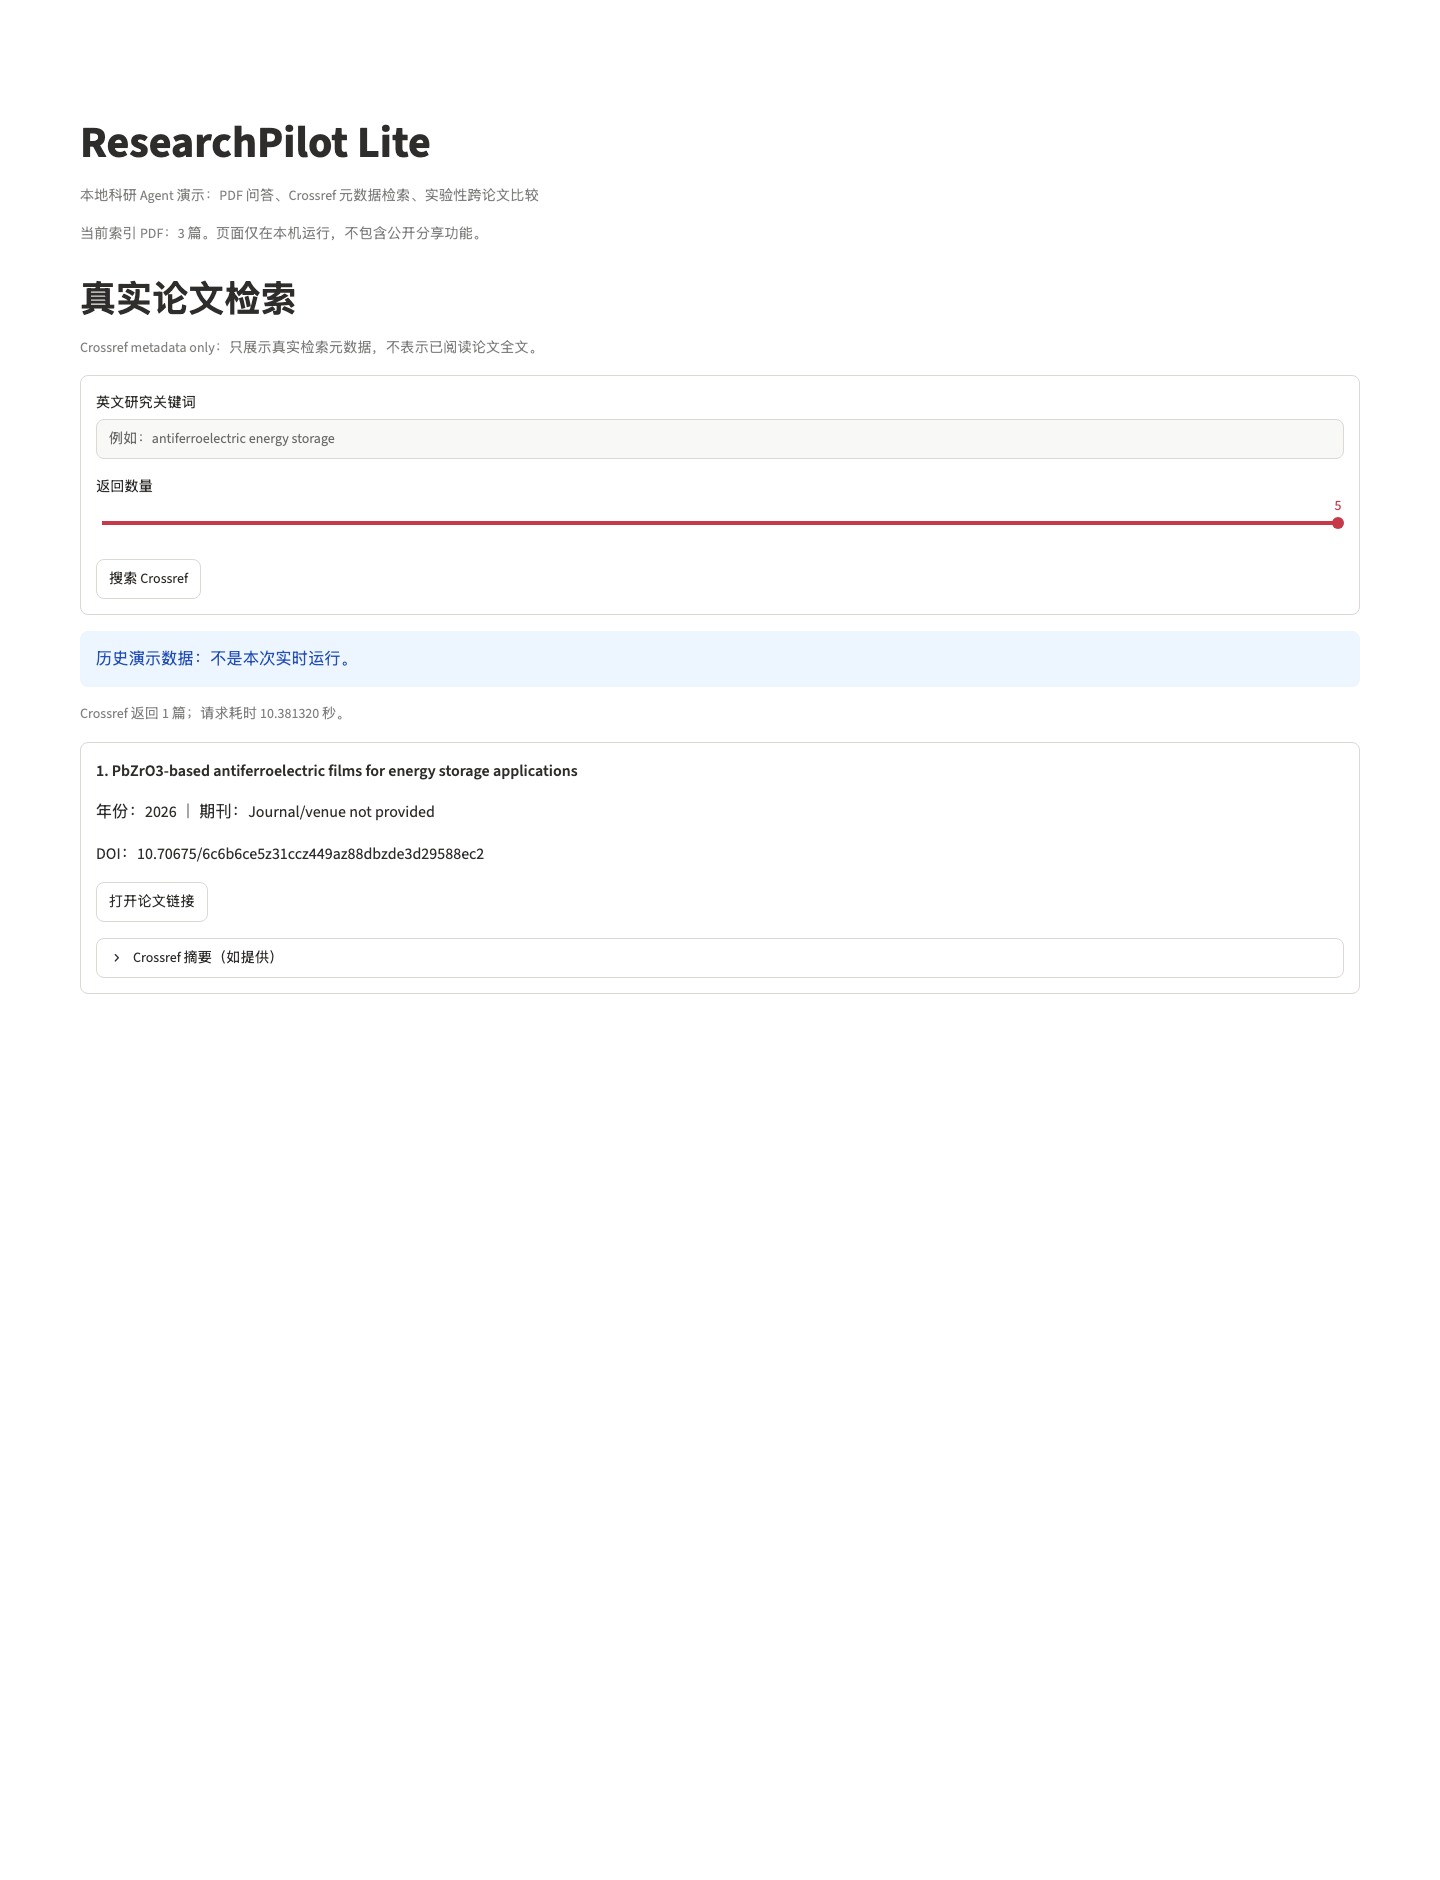 ResearchPilot Lite
本地科研 Agent 演示：PDF 问答、Crossref 元数据检索、实验性跨论文比较
当前索引 PDF：3 篇。页面仅在本机运行，不包含公开分享功能。
真实论文检索
Crossref metadata only：只展示真实检索元数据，不表示已阅读论文全文。
英文研究关键词
例如：antiferroelectric energy storage
返回数量
5
搜索 Crossref
历史演示数据：不是本次实时运行。
Crossref 返回 1 篇；请求耗时 10.381320 秒。
1. PbZrO3-based antiferroelectric films for energy storage applications
年份：2026 ｜ 期刊：Journal/venue not provided
DOI：10.70675/6c6b6ce5z31ccz449az88dbzde3d29588ec2
打开论文链接
Crossref 摘要（如提供）